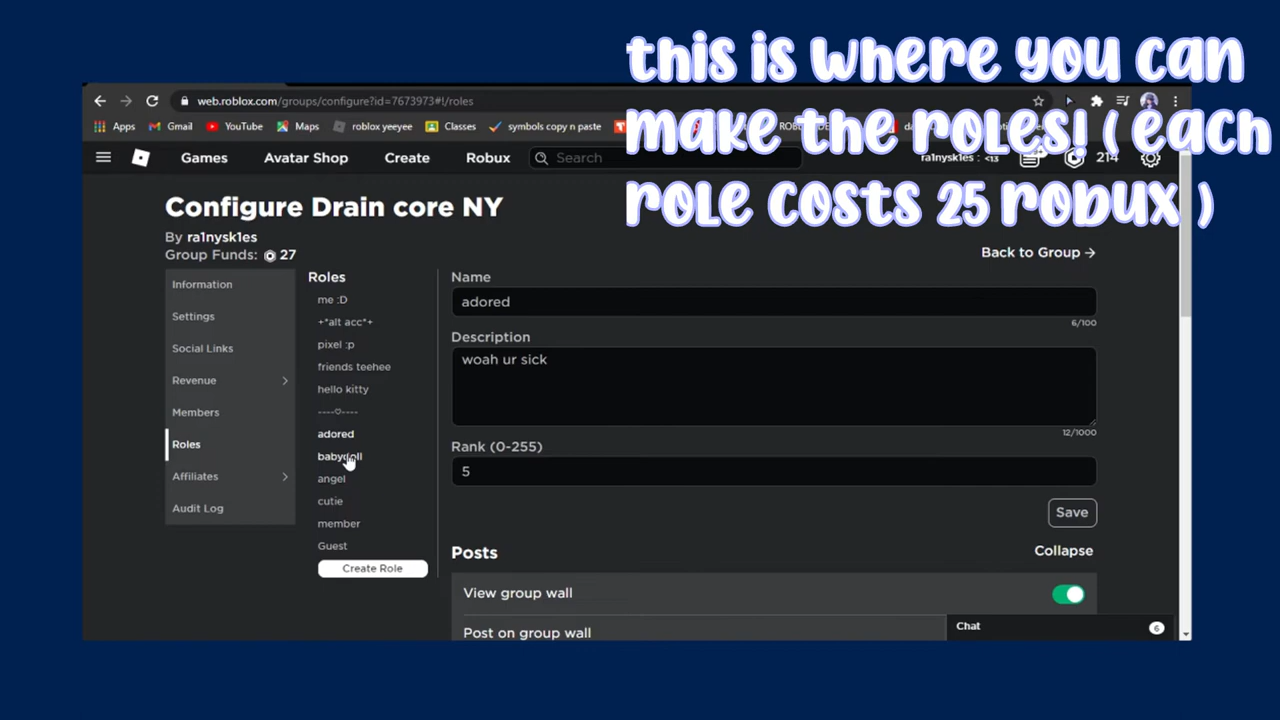 this is where you can
make the roles! ( each
role costs 25 robux )
web.roblox.com/groups/configure?id=7673973#!/roles
Apps Gmail YouTube Maps roblox yeeyee Classes symbols copy n paste
Games Avatar Shop Create Robux Search ra1nysk1es : <13 214
Configure Drain core NY
By ra1nysk1es
Group Funds: 27
Back to Group
Information
Settings
Social Links
Revenue
Members
Roles
Affiliates
Audit Log
Roles
me :D
+*alt acc*+
pixel :p
friends teehee
hello kitty
----♡----
adored
babydoll
angel
cutie
member
Guest
Create Role
Name
adored
6/100
Description
woah ur sick
12/1000
Rank (0-255)
5
Save
Posts Collapse
View group wall
Post on group wall
Chat 6